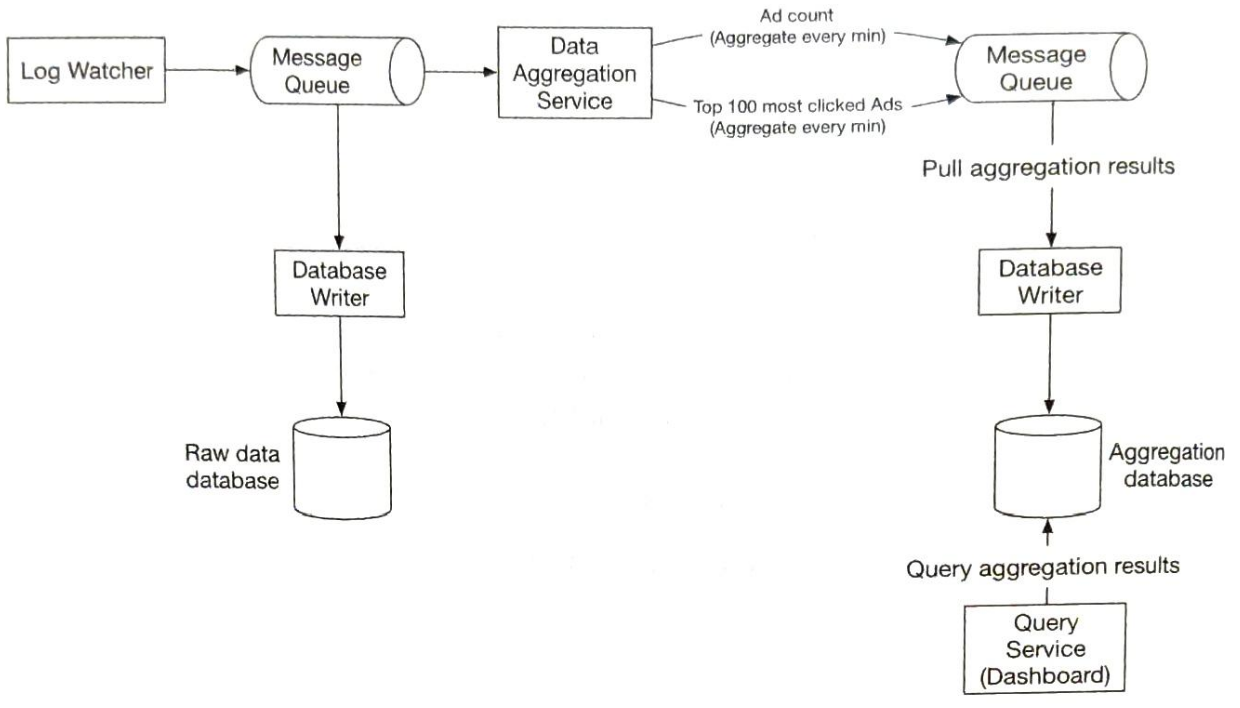 Log Watcher
Message
Queue
Data
Aggregation
Service
Ad count
(Aggregate every min)
Top 100 most clicked Ads
(Aggregate every min)
Message
Queue
Pull aggregation results
Database
Writer
Database
Writer
Raw data
database
Aggregation
database
Query aggregation results
Query
Service
(Dashboard)